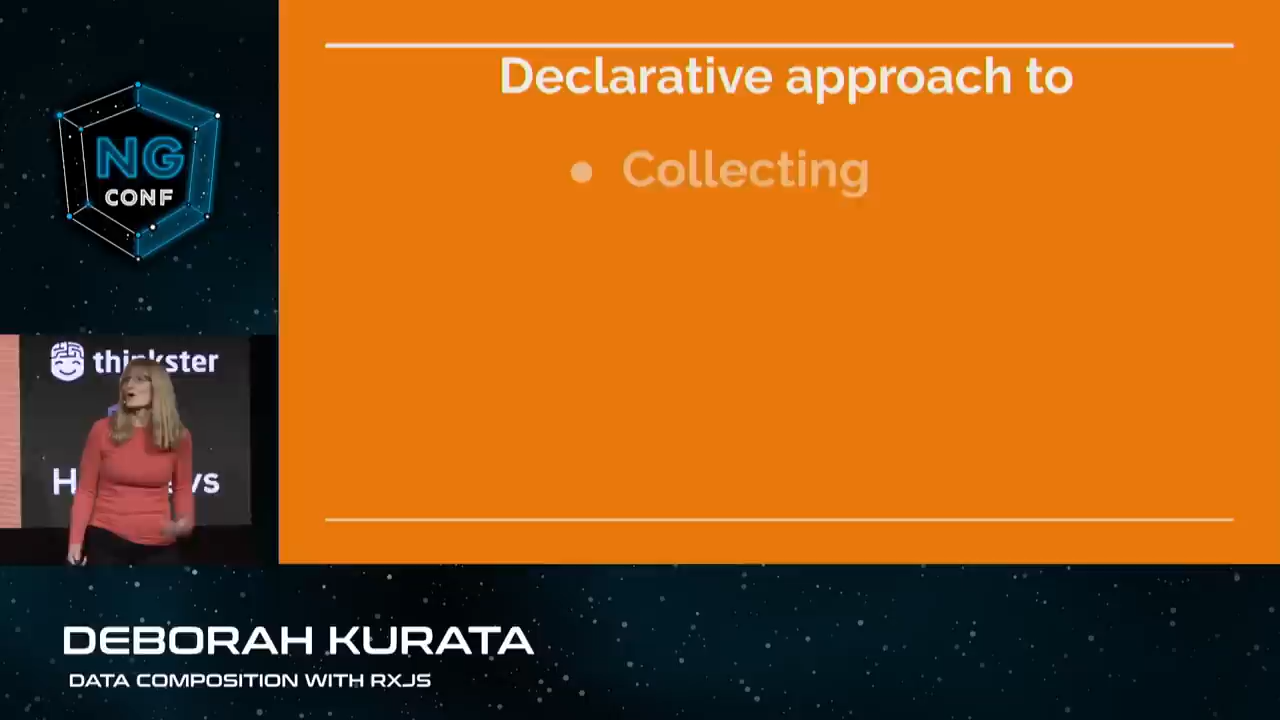 NG
CONF
Declarative approach to
● Collecting
thinkster
DEBORAH KURATA
DATA COMPOSITION WITH RXJS